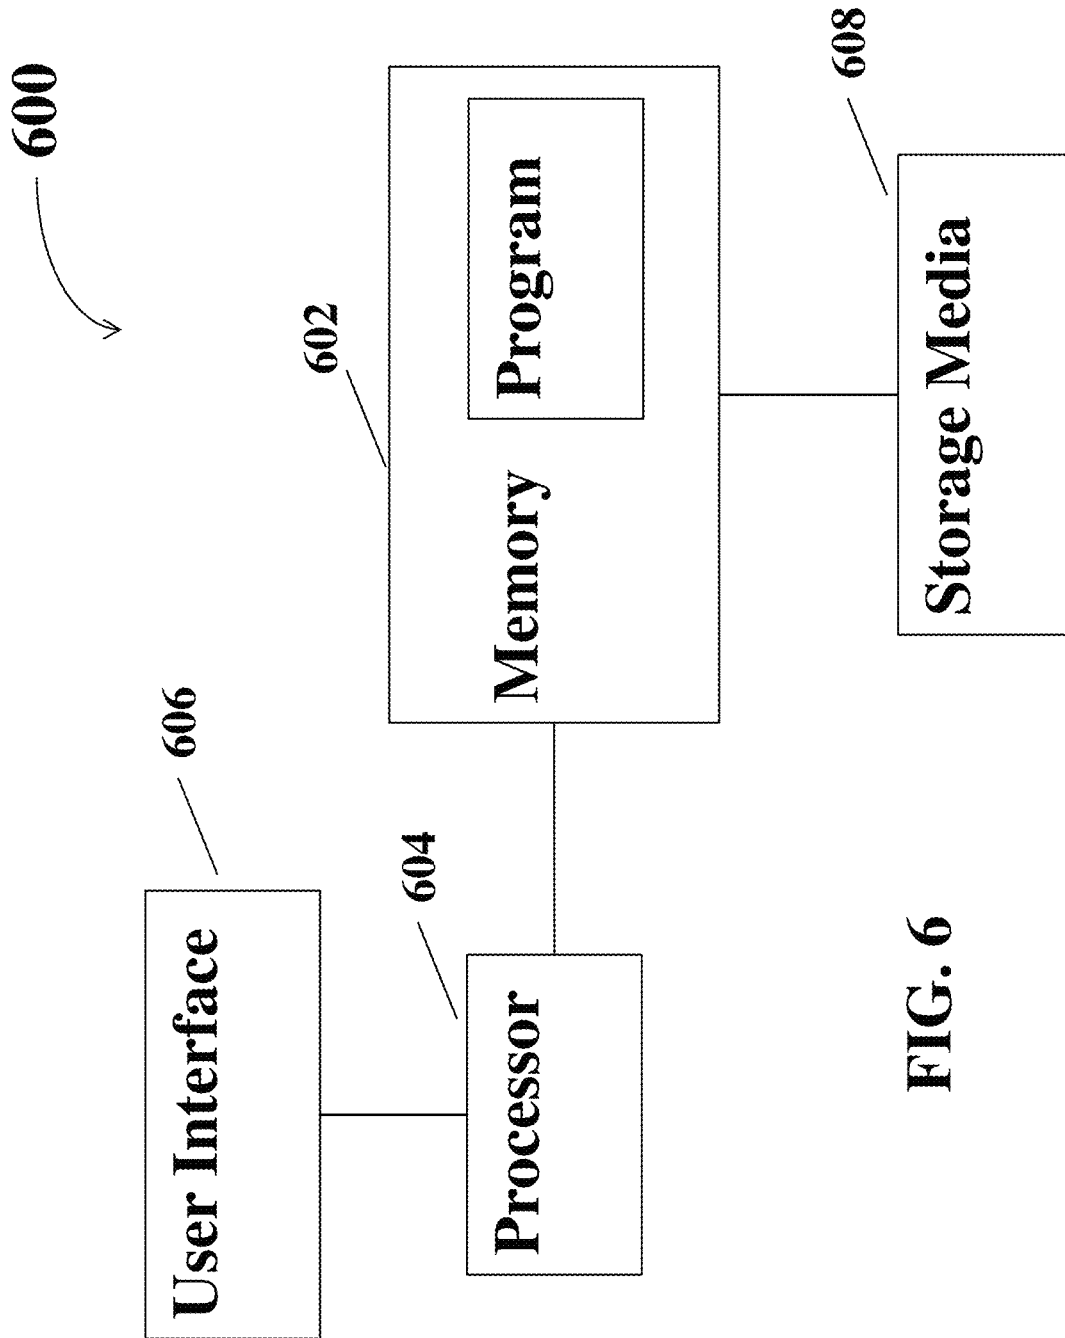 600
User Interface
606
602
Processor
604
Memory
Program
Storage Media
608
FIG. 6